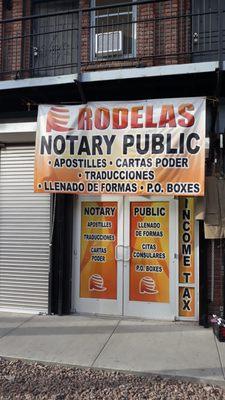 RODELAS
NOTARY PUBLIC
• APOSTILLES • CARTAS PODER
• TRADUCCIONES
• LLENADO DE FORMAS • P.O. BOXES
NOTARY
APOSTILLES
TRADUCCIONES
CARTAS
PODER
PUBLIC
LLENADO
DE FORMAS
CITAS
CONSULARES
P.O. BOXES
INCOME TAX